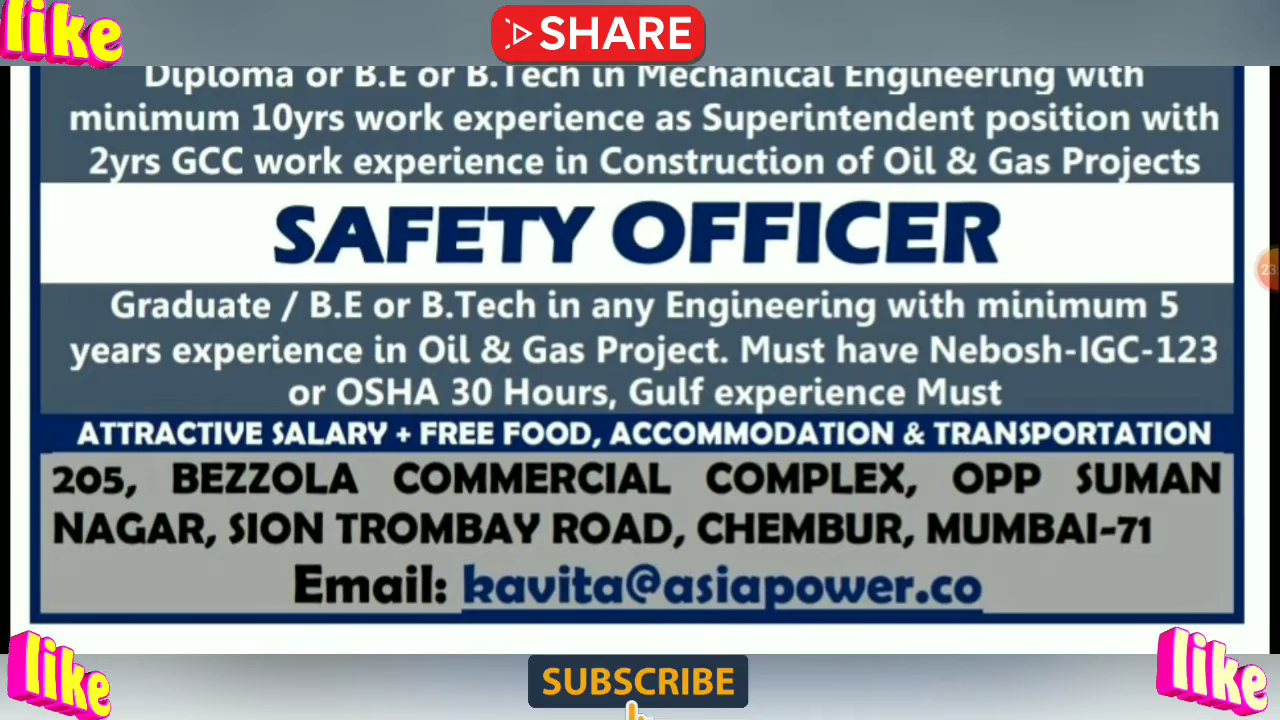 like
SHARE
Diploma or B.E or B.Tech in Mechanical Engineering with
minimum 10yrs work experience as Superintendent position with
2yrs GCC work experience in Construction of Oil & Gas Projects
SAFETY OFFICER
Graduate / B.E or B.Tech in any Engineering with minimum 5
years experience in Oil & Gas Project. Must have Nebosh-IGC-123
or OSHA 30 Hours, Gulf experience Must
ATTRACTIVE SALARY + FREE FOOD, ACCOMMODATION & TRANSPORTATION
205, BEZZOLA COMMERCIAL COMPLEX, OPP SUMAN
NAGAR, SION TROMBAY ROAD, CHEMBUR, MUMBAI-71
Email: kavita@asiapower.co
like
SUBSCRIBE
like